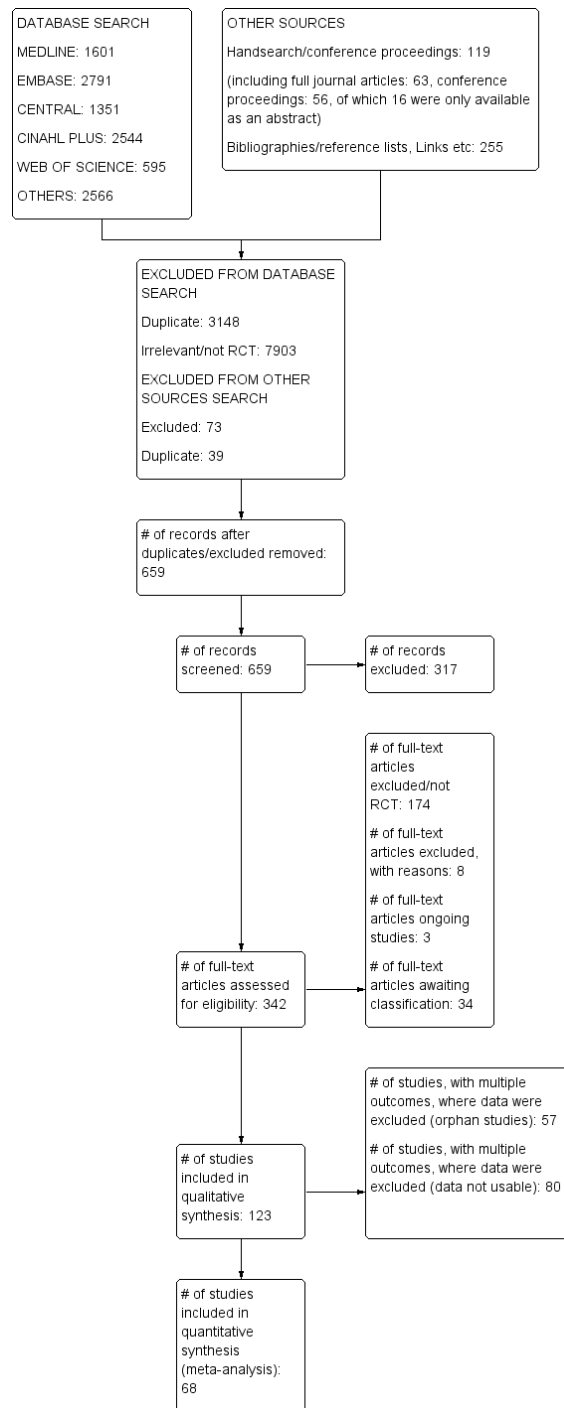 DATABASE SEARCH
MEDLINE: 1601
EMBASE: 2791
CENTRAL: 1351
CINAHL PLUS: 2544
WEB OF SCIENCE: 595
OTHERS: 2566
OTHER SOURCES
Handsearch/conference proceedings: 119
(including full journal articles: 63, conference
proceedings: 56, of which 16 were only available
as an abstract)
Bibliographies/reference lists, Links etc: 255
EXCLUDED FROM DATABASE
SEARCH
Duplicate: 3148
Irrelevant/not RCT: 7903
EXCLUDED FROM OTHER
SOURCES SEARCH
Excluded: 73
Duplicate: 39
# of records after
duplicates/excluded removed:
659
# of records
screened: 659
# of records
excluded: 317
# of full-text
articles
excluded/not
RCT: 174
# of full-text
articles excluded,
with reasons: 8
# of full-text
articles ongoing
studies: 3
# of full-text
articles awaiting
classification: 34
# of full-text
articles assessed
for eligibility: 342
# of studies, with multiple
outcomes, where data were
excluded (orphan studies): 57
# of studies, with multiple
outcomes, where data were
excluded (data not usable): 80
# of studies
included in
qualitative
synthesis: 123
# of studies
included in
quantitative
synthesis
(meta-analysis):
68